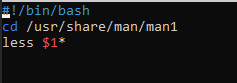 #!/bin/bash
cd /usr/share/man/man1
less $1*